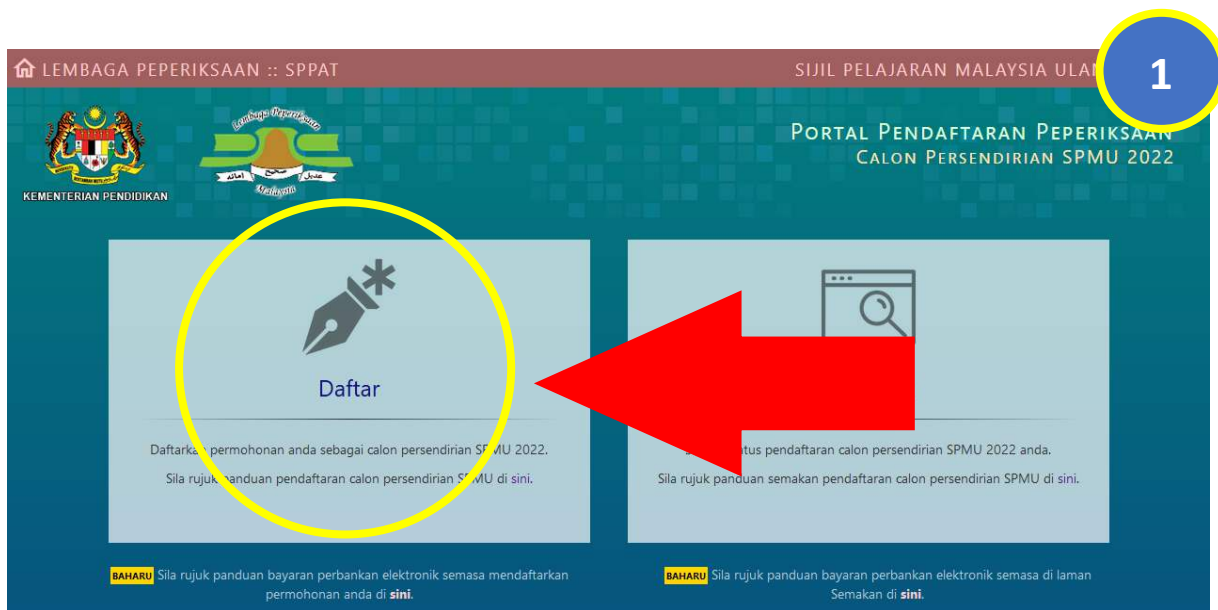 1
LEMBAGA PEPERIKSAAN :: SPPAT
SIJIL PELAJARAN MALAYSIA
PORTAL PENDAFTARAN PEPERIKSAAN
CALON PERSENDIRIAN SPMU 2022
Lembaga Peperiksaan
عديل صحيح امانه
Malaysia
KEMENTERIAN PENDIDIKAN
Daftar
Daftarkan permohonan anda sebagai calon persendirian SPMU 2022.
Sila rujuk panduan pendaftaran calon persendirian SPMU di sini.
pendaftaran calon persendirian SPMU 2022 anda.
Sila rujuk panduan semakan pendaftaran calon persendirian SPMU di sini.
BAHARU Sila rujuk panduan bayaran perbankan elektronik semasa mendaftarkan
permohonan anda di sini.
BAHARU Sila rujuk panduan bayaran perbankan elektronik semasa di laman
Semakan di sini.